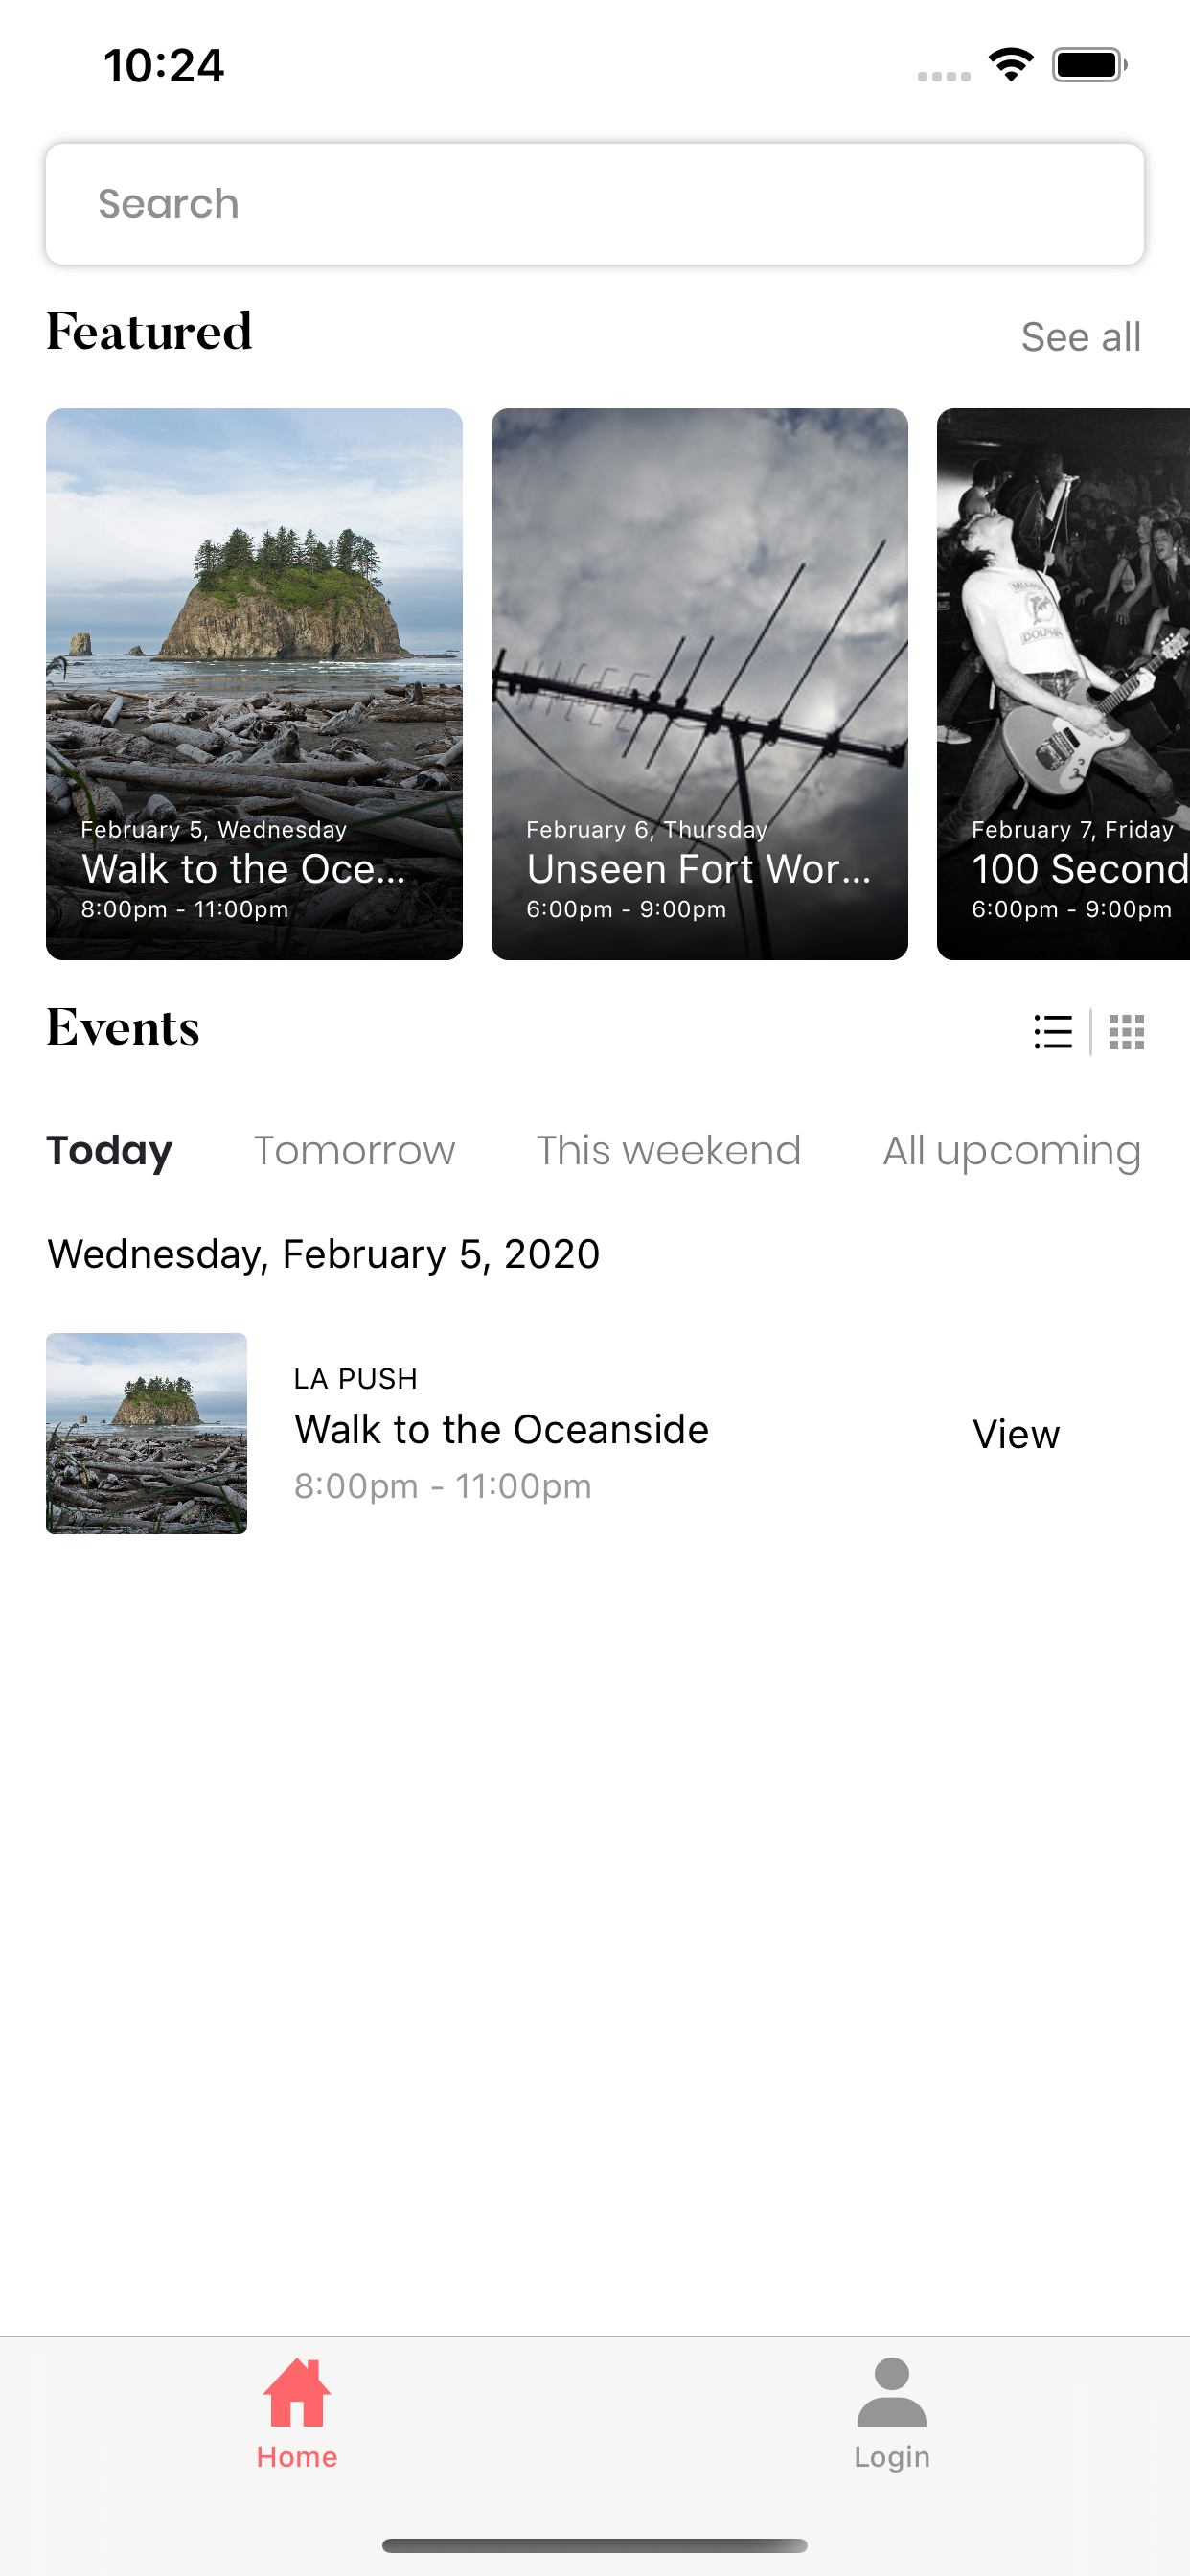 10:24
Search
Featured
See all
MIAMI
DOLPHIN
February 5, Wednesday
Walk to the Oce...
8:00pm - 11:00pm
February 6, Thursday
Unseen Fort Wor...
6:00pm - 9:00pm
February 7, Friday
100 Second
6:00pm - 9:00pm
Events
Today
Tomorrow
This weekend
All upcoming
Wednesday, February 5, 2020
LA PUSH
Walk to the Oceanside
8:00pm - 11:00pm
View
Home
Login